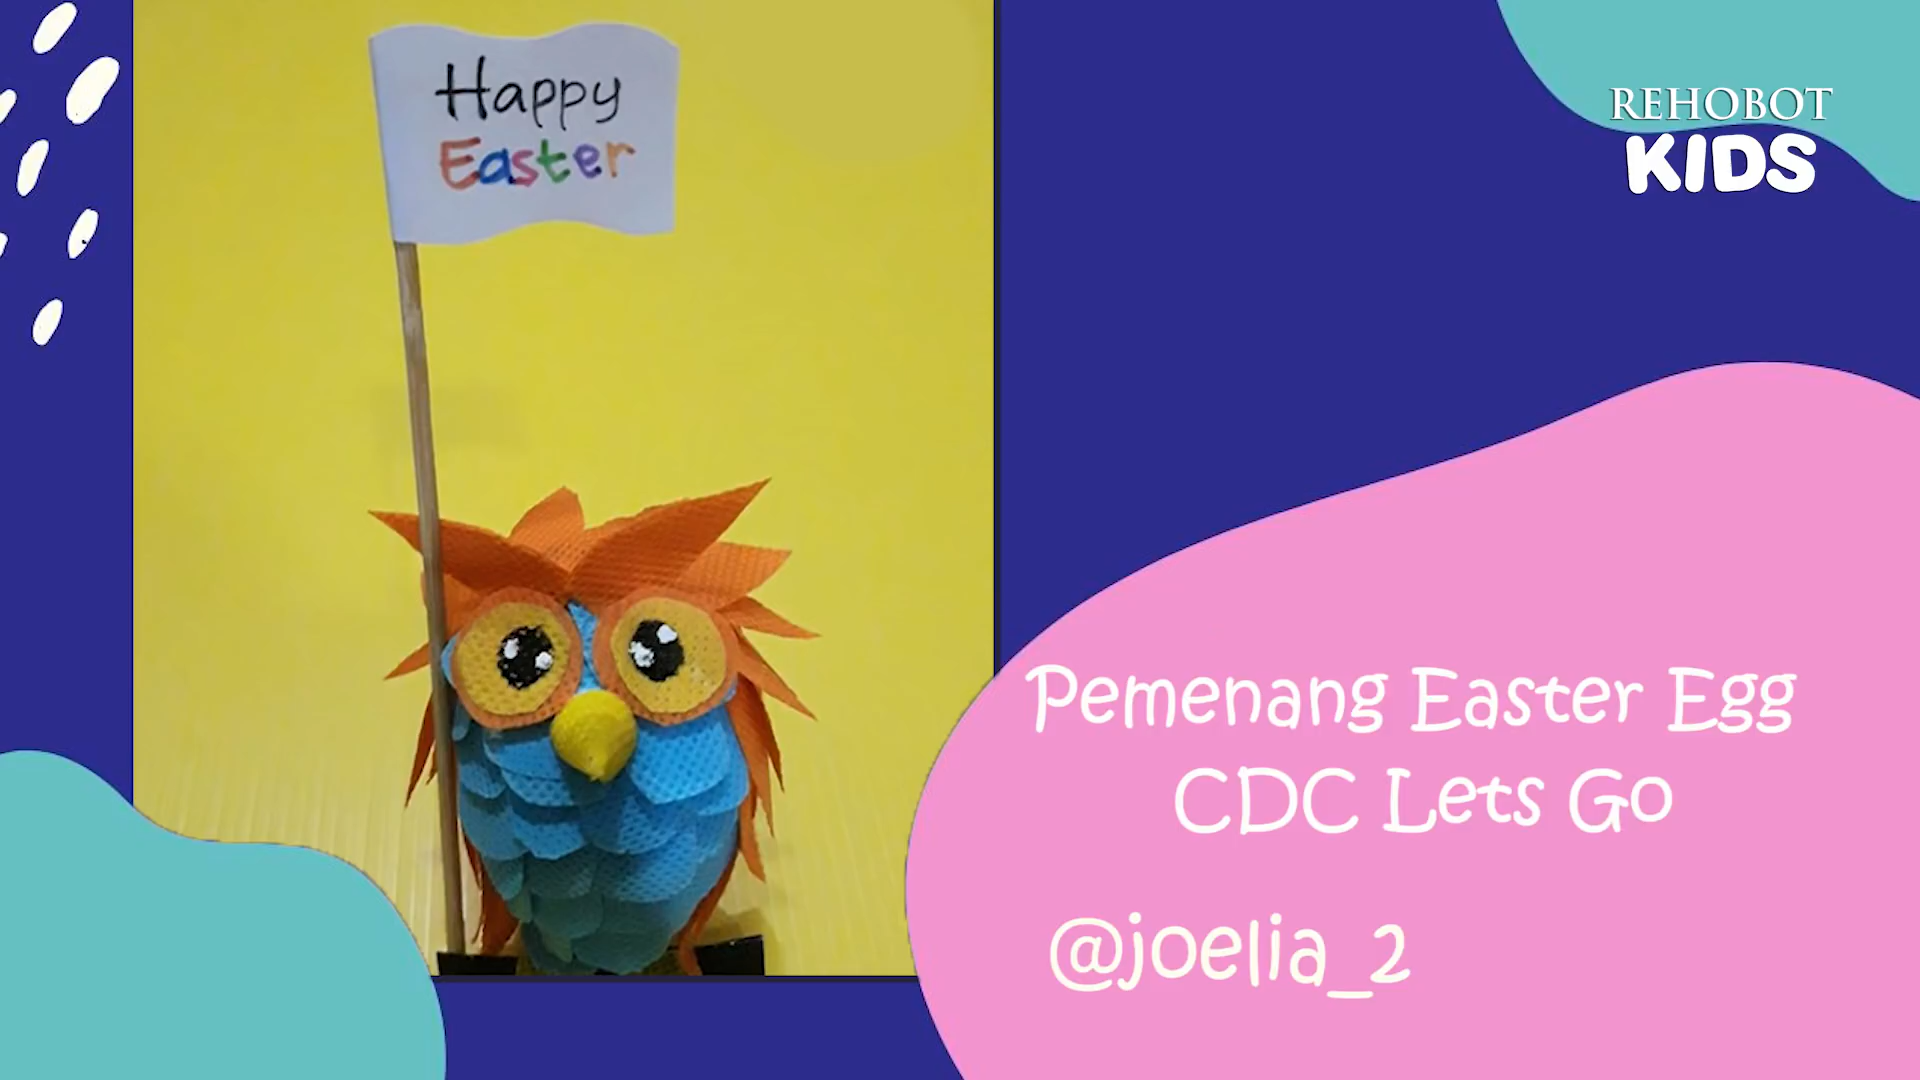 Happy
Easter
REHOBOT
KIDS
Pemenang Easter Egg
CDC Lets Go
@joelia_2